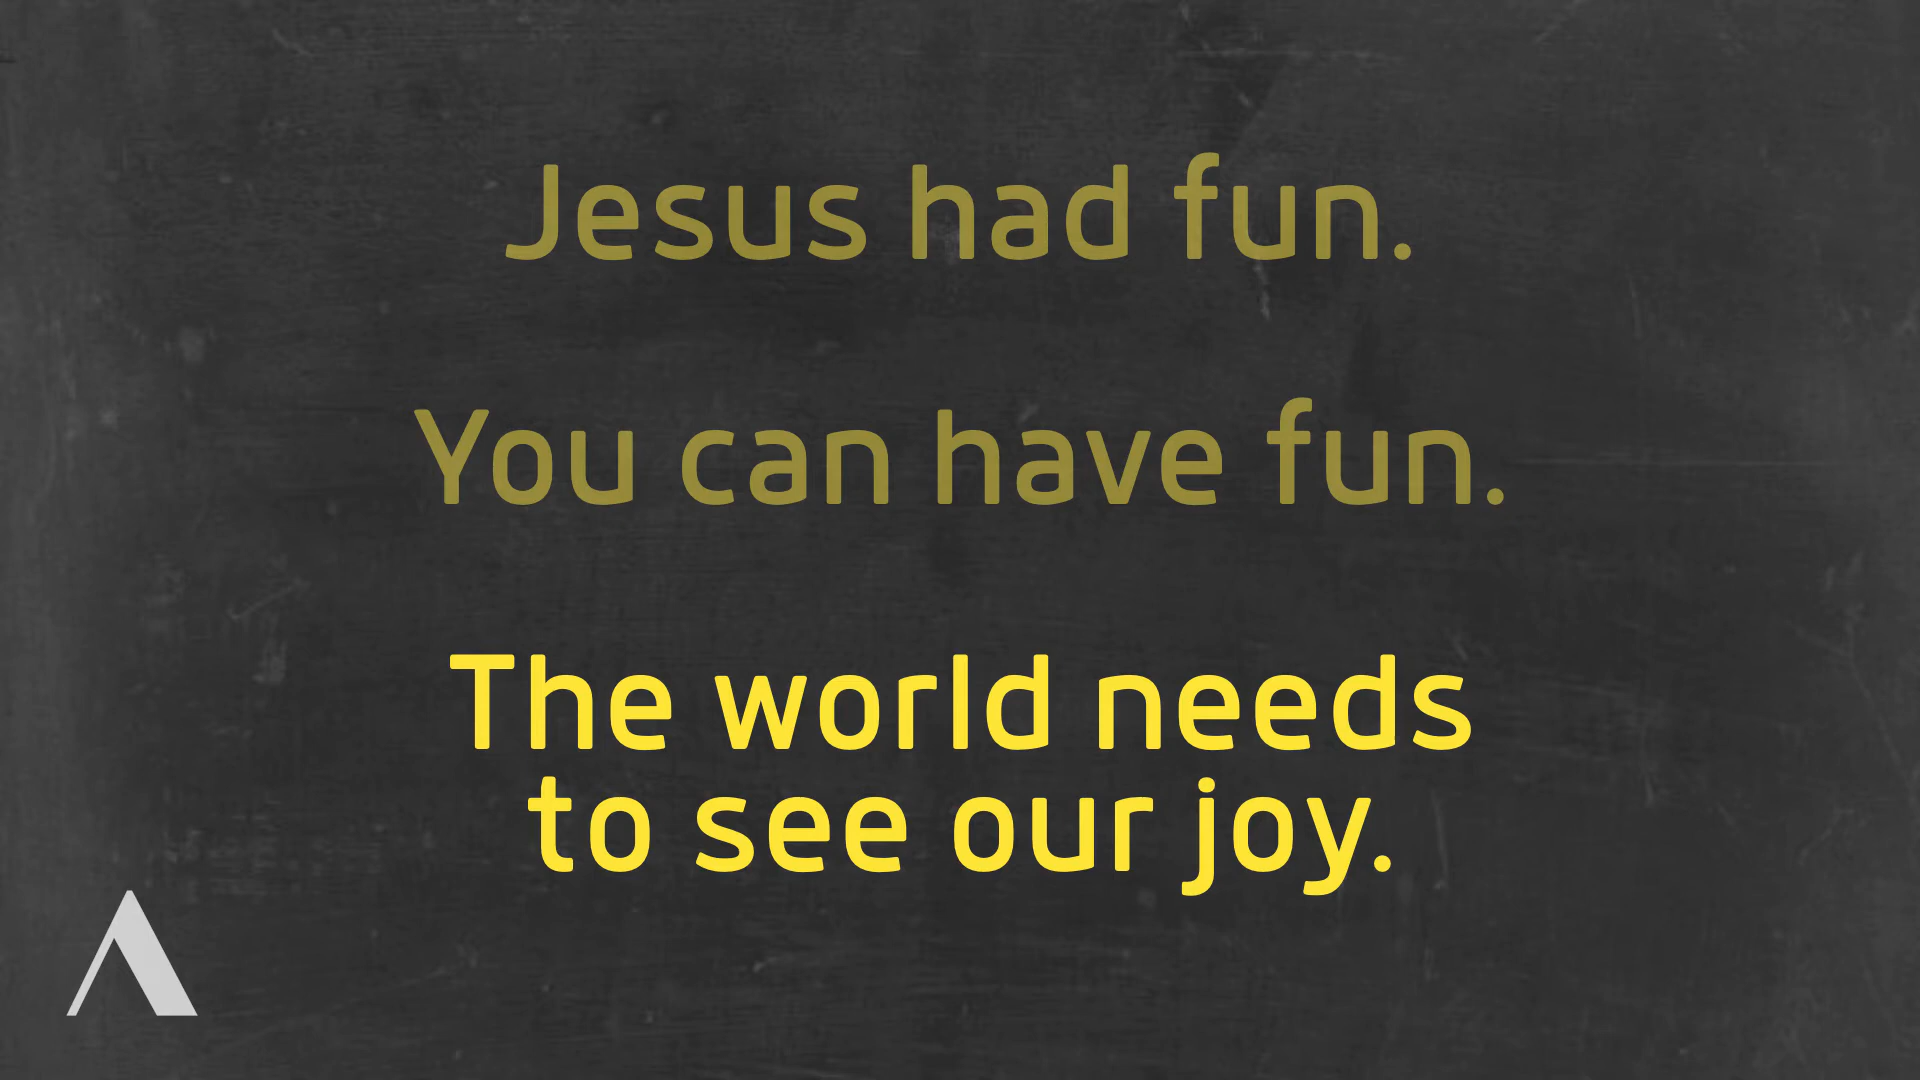 Jesus had fun.
You can have fun.
The world needs
to see our joy.